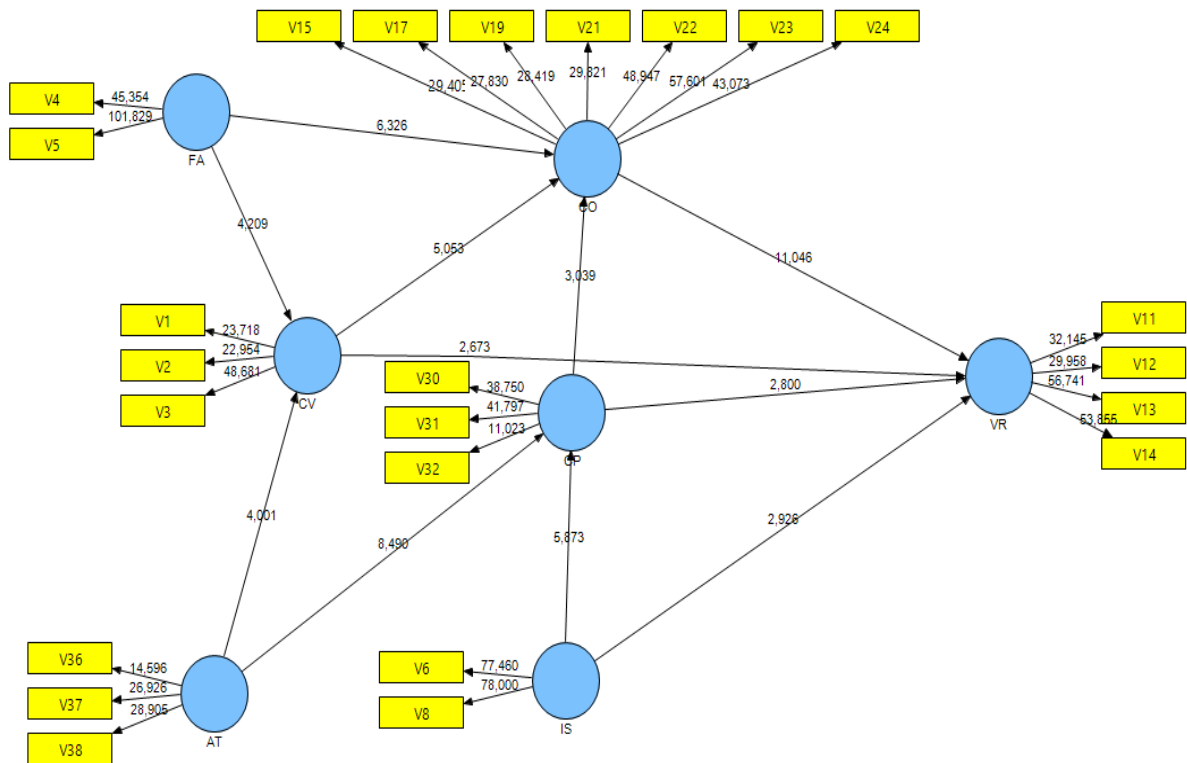 V15
V17
V19
V21
V22
V23
V24
29,405
27,830
28,419
29,821
48,947
57,601
43,073
V4
45,354
V5
101,829
FA
6,326
CO
4,209
5,053
3,039
11,046
V1
23,718
V2
22,954
V3
48,681
CV
2,673
V30
38,750
V31
41,797
V32
11,023
CP
2,800
V11
32,145
V12
29,958
V13
56,741
V14
53,855
VR
4,001
8,490
5,873
2,926
V36
14,596
V37
26,926
V38
28,905
AT
V6
77,460
V8
78,000
IS